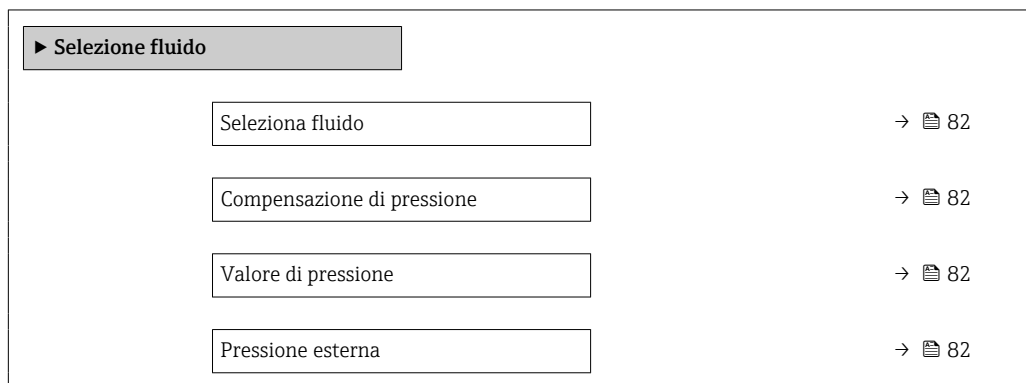 ▶ Selezione fluido
Seleziona fluido → 82
Compensazione di pressione → 82
Valore di pressione → 82
Pressione esterna → 82